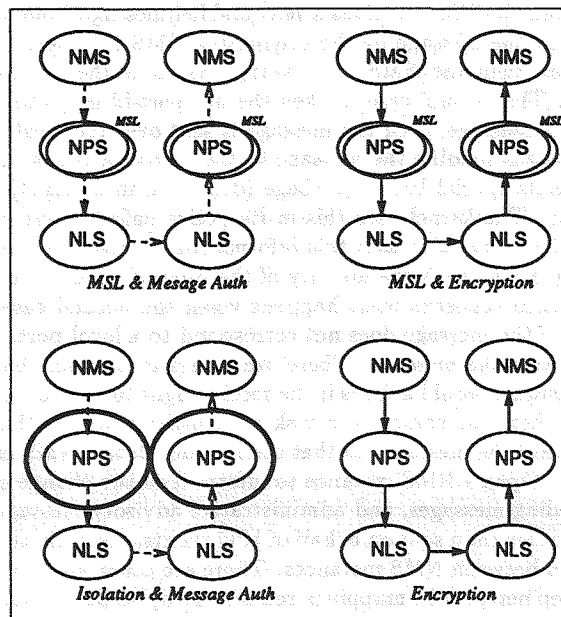 NMS NMS NMS NMS
MSL MSL MSL MSL
NPS NPS NPS NPS
NLS NLS NLS NLS
MSL & Mesage Auth MSL & Encryption
NMS NMS NMS NMS
NPS NPS NPS NPS
NLS NLS NLS NLS
Isolation & Message Auth Encryption